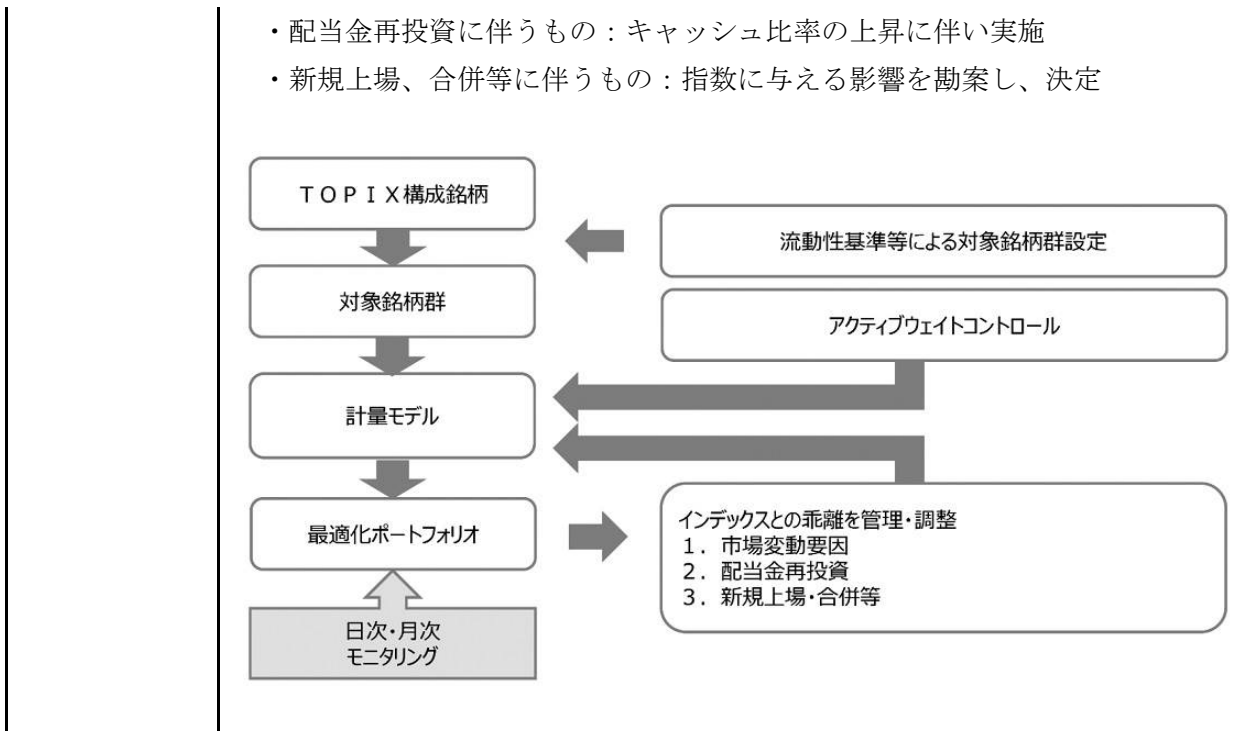 ・配当金再投資に伴うもの：キャッシュ比率の上昇に伴い実施
・新規上場、合併等に伴うもの：指数に与える影響を勘案し、決定
ＴＯＰＩＸ構成銘柄
流動性基準等による対象銘柄群設定
対象銘柄群
アクティブウェイトコントロール
計量モデル
最適化ポートフォリオ
インデックスとの乖離を管理・調整
１．市場変動要因
２．配当金再投資
３．新規上場・合併等
日次・月次
モニタリング